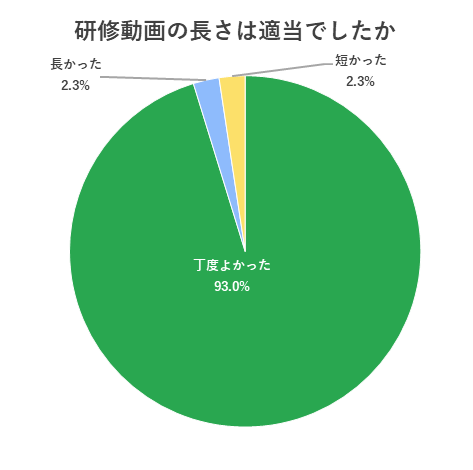 研修動画の長さは適当でしたか
長かった
2.3%
短かった
2.3%
丁度よかった
93.0%